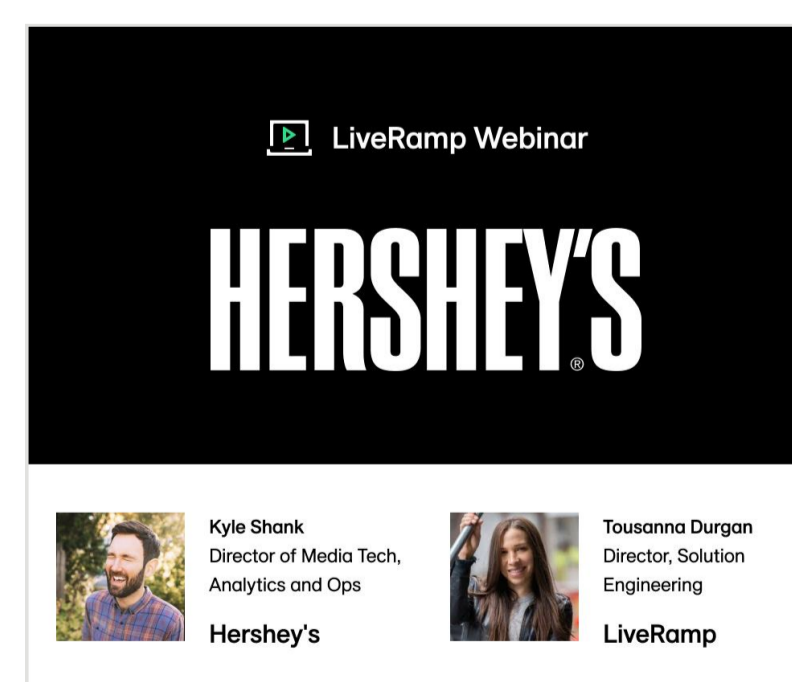 LiveRamp Webinar
HERSHEY'S
®
Kyle Shank
Director of Media Tech,
Analytics and Ops
Hershey's
Tousanna Durgan
Director, Solution
Engineering
LiveRamp